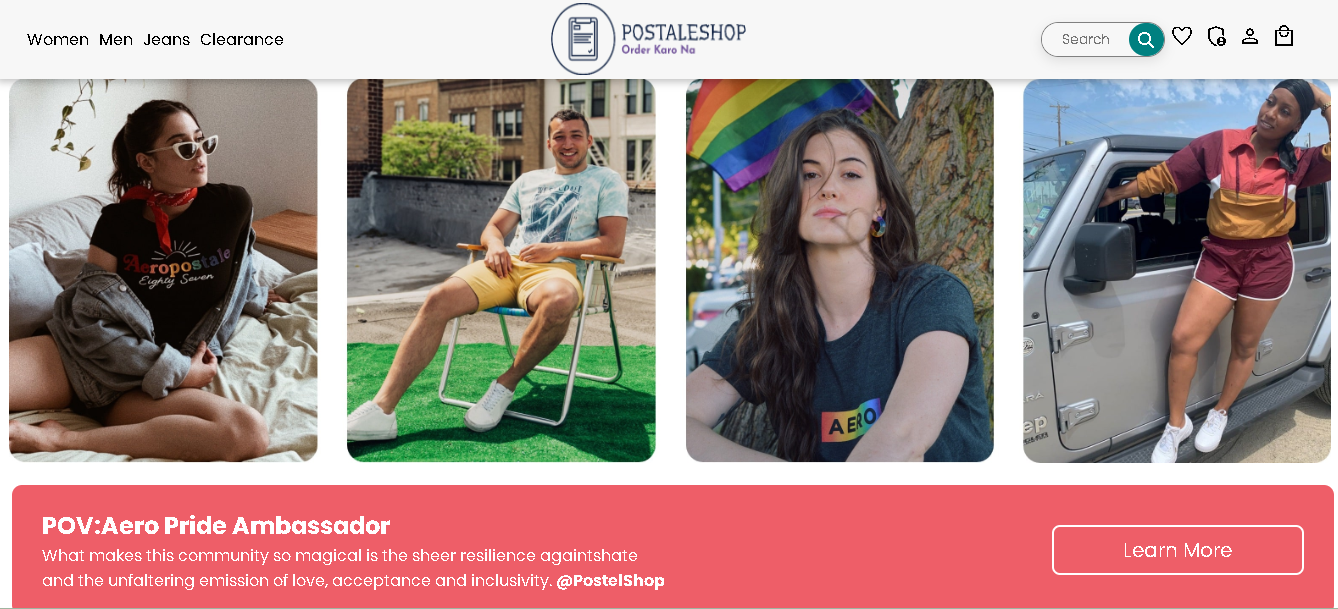 Women Men Jeans Clearance
POSTALESHOP
Order Karo Na
Search
Aeropostale
Eighty Seven
AERO
POV:Aero Pride Ambassador
What makes this community so magical is the sheer resilience againtshate
and the unfaltering emission of love, acceptance and inclusivity. @PostelShop
Learn More